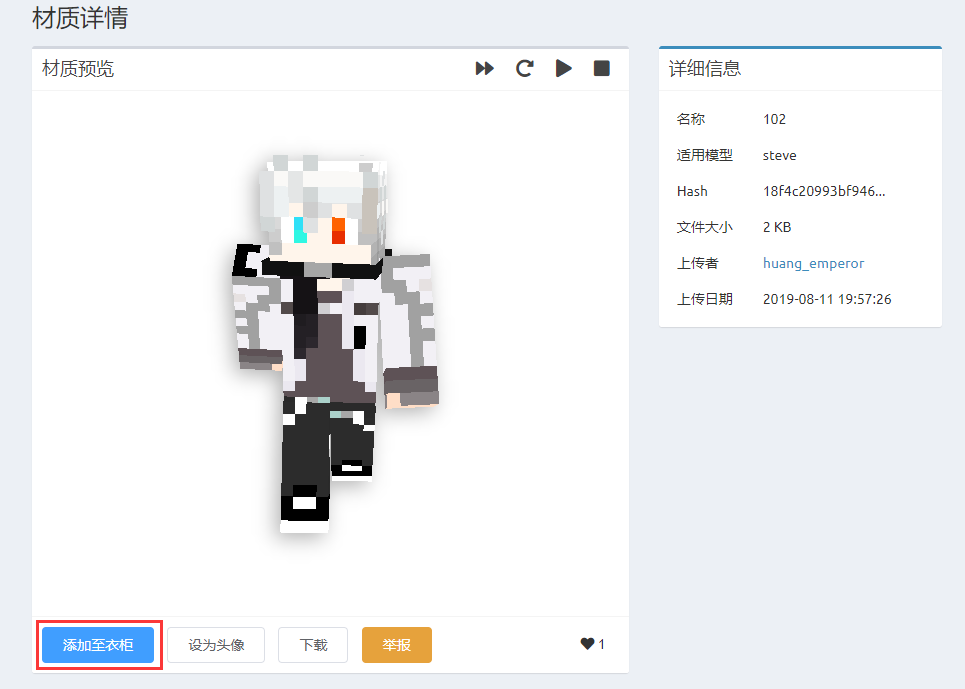 材质详情
材质预览
详细信息
名称 102
适用模型 steve
Hash 18f4c20993bf946...
文件大小 2 KB
上传者 huang_emperor
上传日期 2019-08-11 19:57:26
添加至衣柜 设为头像 下载 举报 1